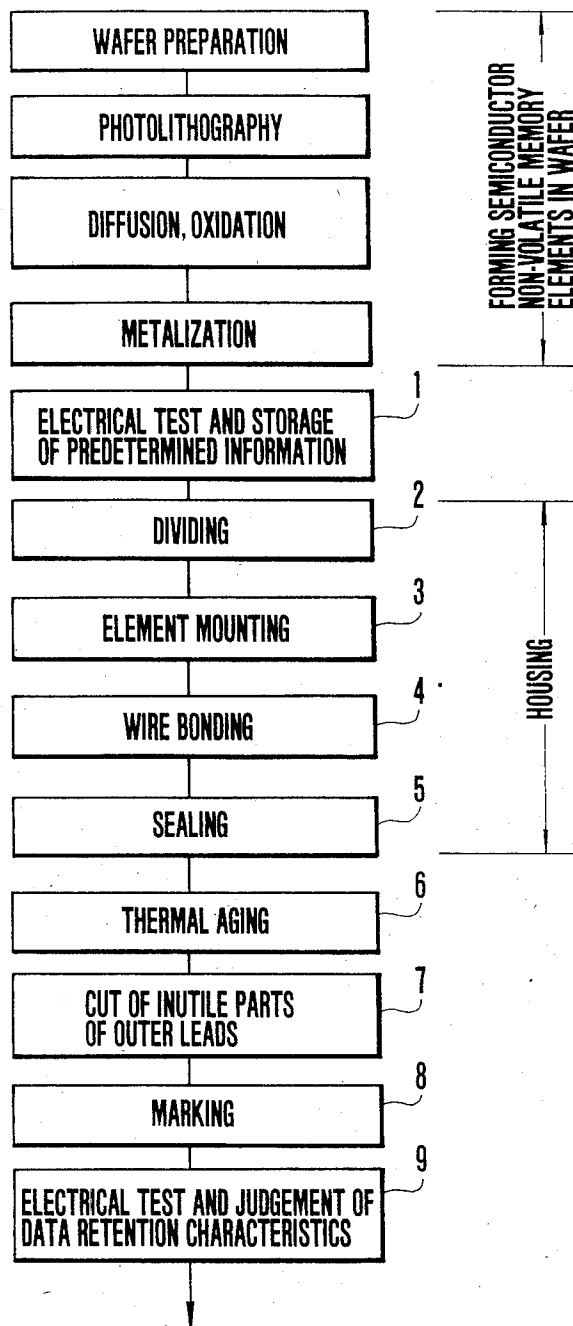 WAFER PREPARATION
PHOTOLITHOGRAPHY
DIFFUSION, OXIDATION
METALIZATION
FORMING SEMICONDUCTOR
NON-VOLATILE MEMORY
ELEMENTS IN WAFER
1
ELECTRICAL TEST AND STORAGE
OF PREDETERMINED INFORMATION
2
DIVIDING
3
ELEMENT MOUNTING
4
WIRE BONDING
5
SEALING
HOUSING
6
THERMAL AGING
7
CUT OF INUTILE PARTS
OF OUTER LEADS
8
MARKING
9
ELECTRICAL TEST AND JUDGEMENT OF
DATA RETENTION CHARACTERISTICS